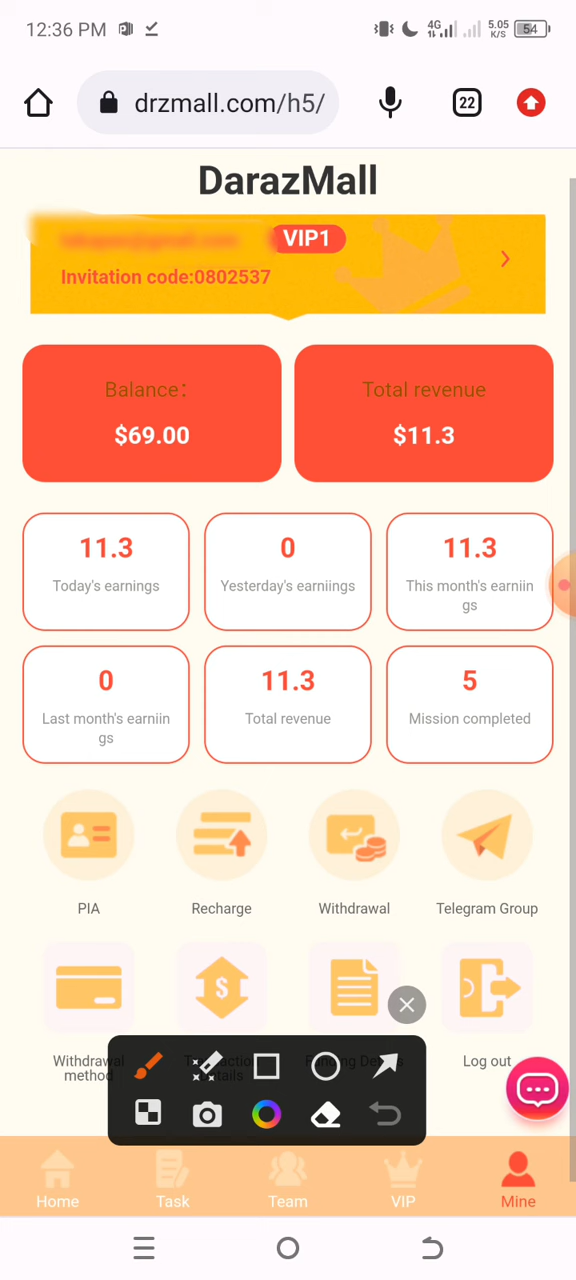 12:36 PM
4G
5.05
K/S
54
drzmall.com/h5/
22
DarazMall
VIP1
Invitation code:0802537
Balance:
Total revenue
$69.00
$11.3
11.3
0
11.3
Today's earnings
Yesterday's earniings
This month's earniin
gs
0
11.3
5
Last month's earniin
gs
Total revenue
Mission completed
PIA
Recharge
Withdrawal
Telegram Group
Withdrawal
method
Log out
Home
Task
Team
VIP
Mine